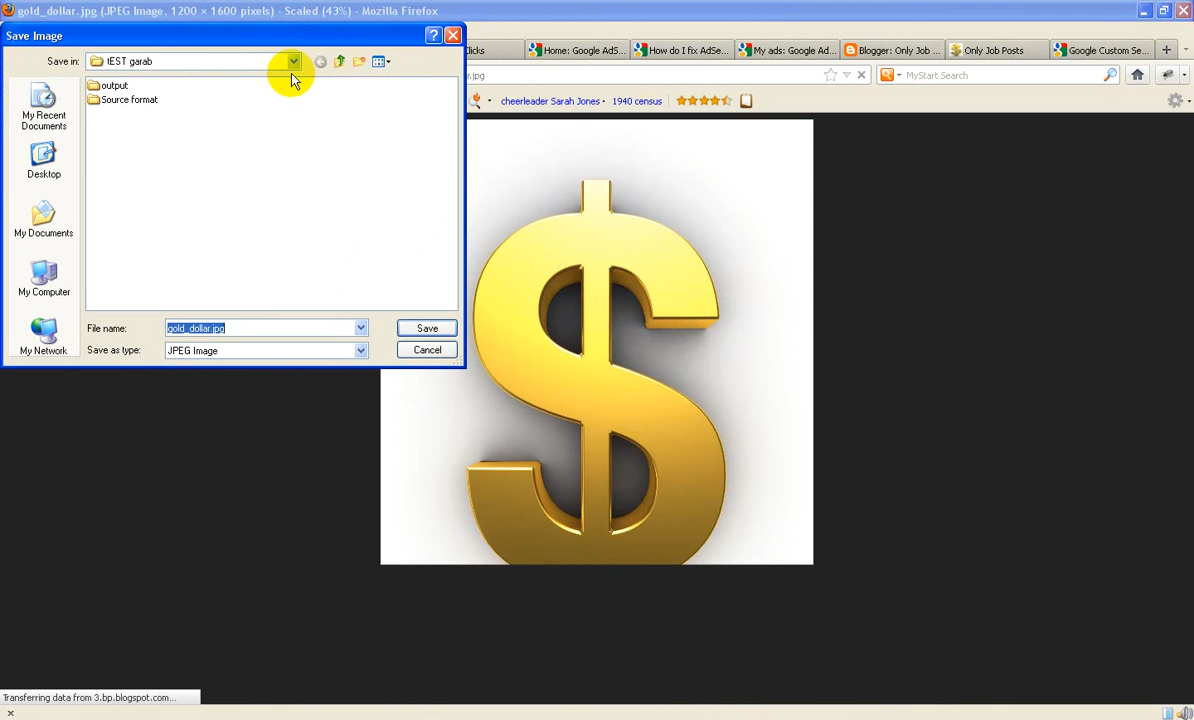 gold_dollar.jpg (JPEG Image, 1200 × 1600 pixels) - Scaled (43%) - Mozilla Firefox
Save Image
Clicks
Home: Google AdS...
How do I fix AdSe...
My ads: Google Ad...
Blogger: Only Job ...
Only Job Posts
Google Custom Se...
Save in:
tEST garab
.jpg
MyStart Search
output
Source format
cheerleader Sarah Jones
1940 census
My Recent
Documents
Desktop
My Documents
My Computer
My Network
File name:
gold_dollar.jpg
Save
Save as type:
JPEG Image
Cancel
Transferring data from 3.bp.blogspot.com...